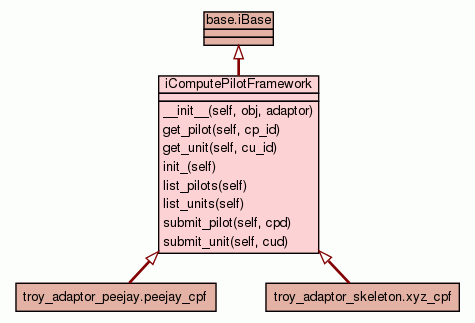 base.iBase
iComputePilotFramework
__init__(self, obj, adaptor)
get_pilot(self, cp_id)
get_unit(self, cu_id)
init_(self)
list_pilots(self)
list_units(self)
submit_pilot(self, cpd)
submit_unit(self, cud)
troy_adaptor_peejay.peejay_cpf
troy_adaptor_skeleton.xyz_cpf